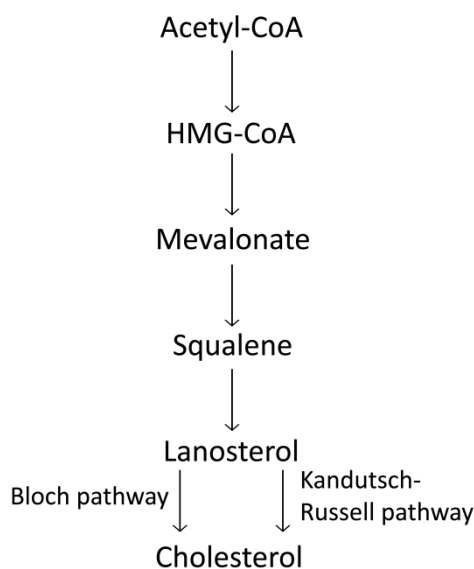 Acetyl-CoA
HMG-CoA
Mevalonate
Squalene
Lanosterol
Bloch pathway
Kandutsch-
Russell pathway
Cholesterol